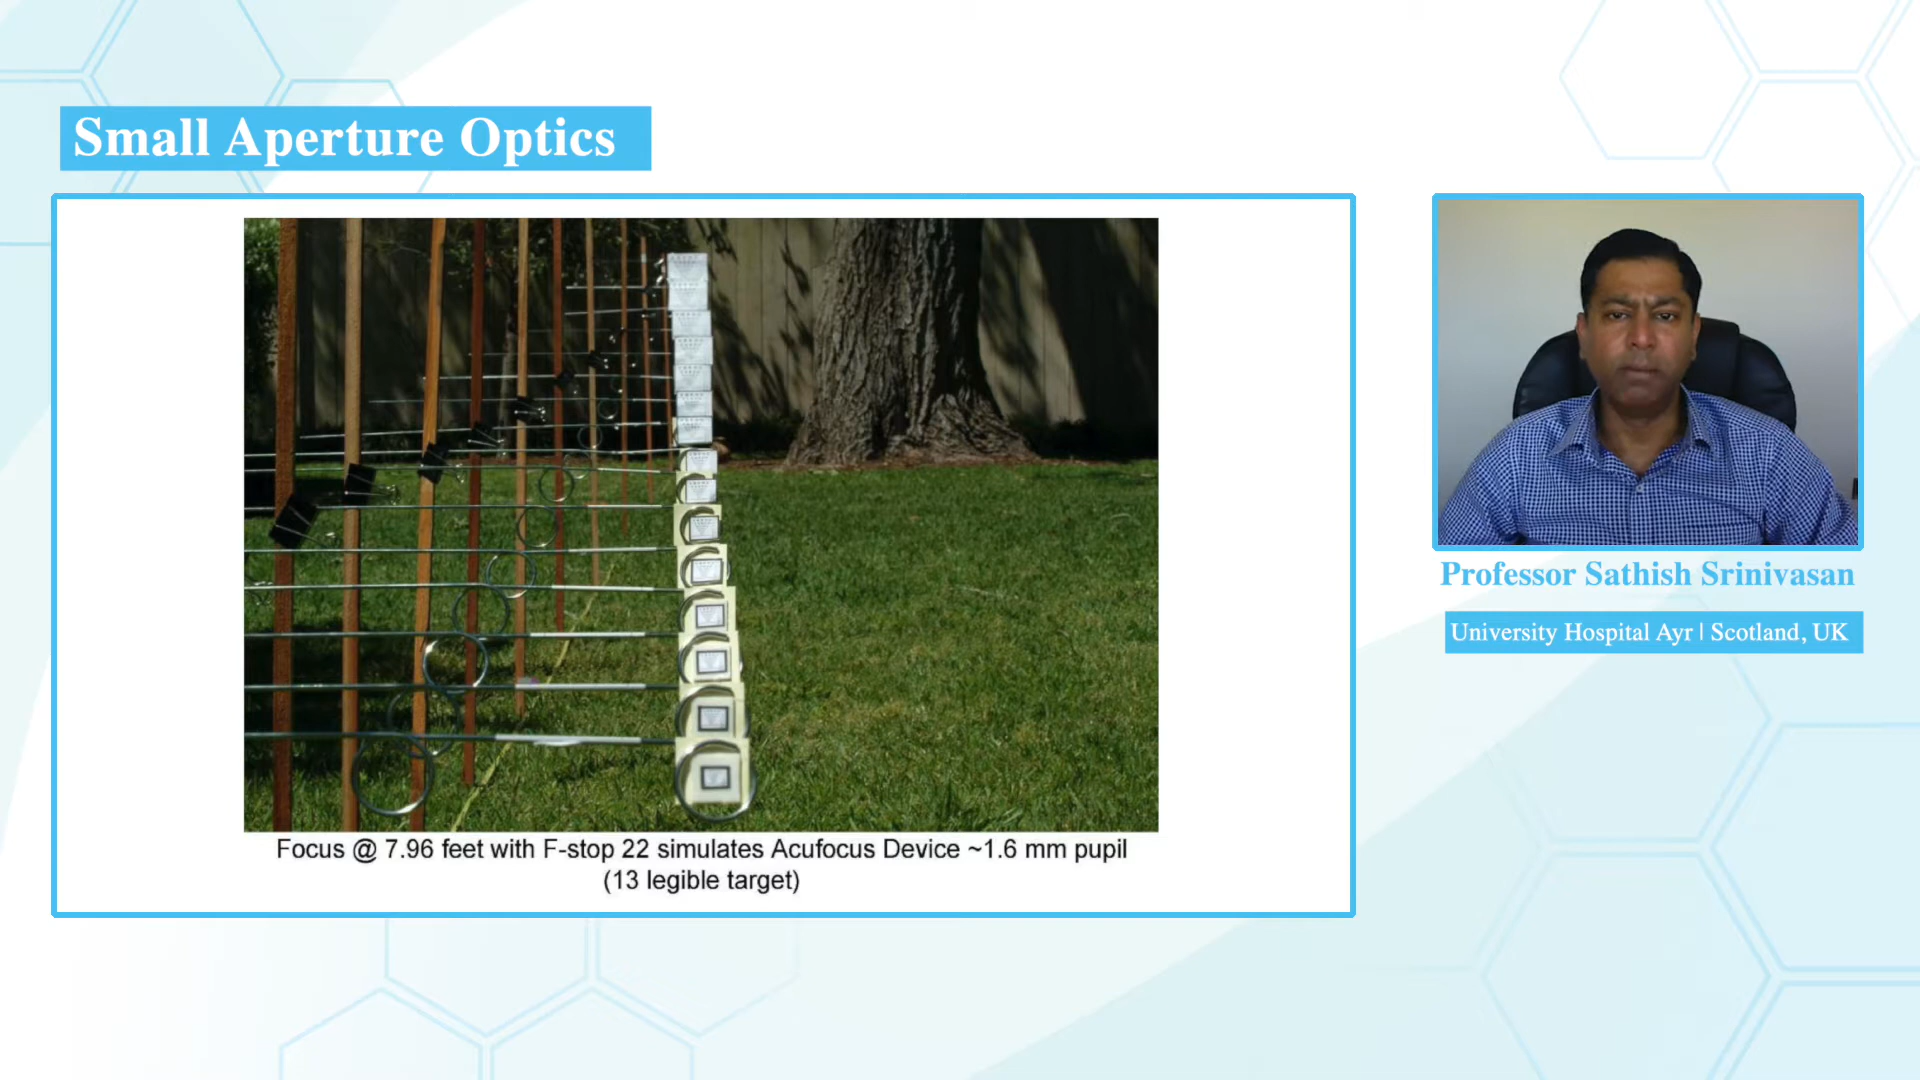 Small Aperture Optics
Focus @ 7.96 feet with F-stop 22 simulates Acufocus Device ~1.6 mm pupil
(13 legible target)
Professor Sathish Srinivasan
University Hospital Ayr | Scotland, UK